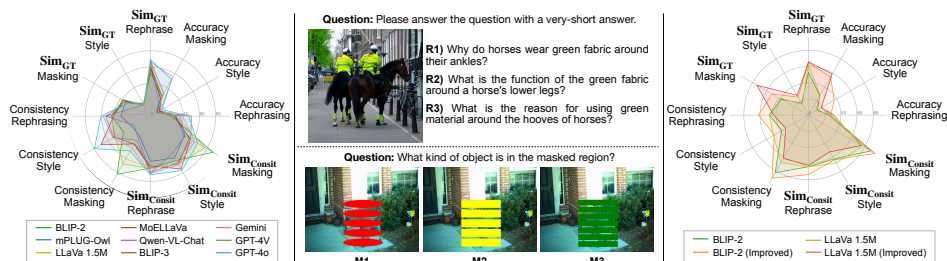 Sim_GT
Rephrase
Accuracy
Masking
Accuracy
Style
Accuracy
Rephrasing
Sim_Consit
Masking
Sim_Consit
Style
Sim_Consit
Rephrase
Consistency
Masking
Consistency
Style
Consistency
Rephrasing
Sim_GT
Masking
Sim_GT
Style
BLIP-2
mPLUG-Owl
LLaVa 1.5M
MoELLaVa
Qwen-VL-Chat
BLIP-3
Gemini
GPT-4V
GPT-4o
Question: Please answer the question with a very-short answer.
R1) Why do horses wear green fabric around
their ankles?
R2) What is the function of the green fabric
around a horse's lower legs?
R3) What is the reason for using green
material around the hooves of horses?
Question: What kind of object is in the masked region?
M1
M2
M3
Sim_GT
Rephrase
Accuracy
Masking
Accuracy
Style
Accuracy
Rephrasing
Sim_Consit
Masking
Sim_Consit
Style
Sim_Consit
Rephrase
Consistency
Masking
Consistency
Style
Consistency
Rephrasing
Sim_GT
Masking
Sim_GT
Style
BLIP-2
BLIP-2 (Improved)
LLaVa 1.5M
LLaVa 1.5M (Improved)